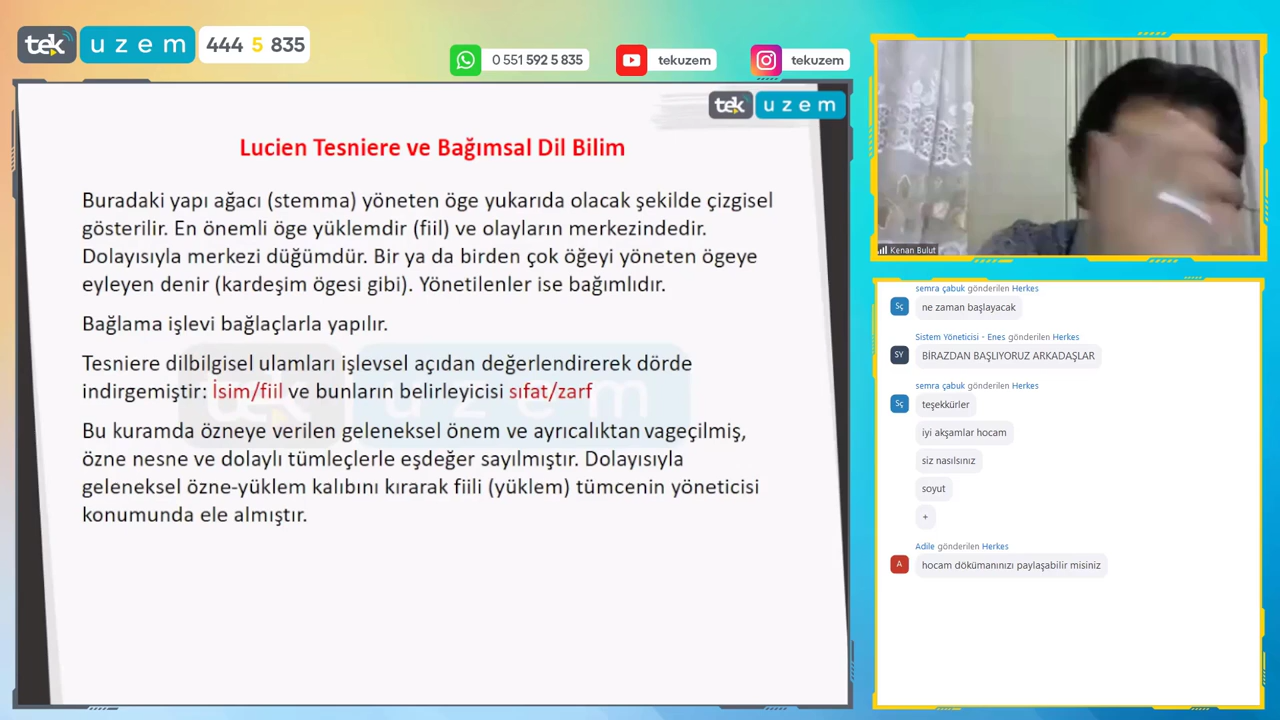 tek uzem 444 5 835
0 551 592 5 835
tekuzem
tekuzem
tek uzem
Lucien Tesniere ve Bağımsal Dil Bilim
Buradaki yapı ağacı (stemma) yöneten öge yukarıda olacak şekilde çizgisel
gösterilir. En önemli öge yüklemdir (fiil) ve olayların merkezindedir.
Dolayısıyla merkezi düğümdür. Bir ya da birden çok öğeyi yöneten ögeye
eyleyen denir (kardeşim ögesi gibi). Yönetilenler ise bağımlıdır.
Bağlama işlevi bağlaçlarla yapılır.
Tesniere dilbilgisel ulamları işlevsel açıdan değerlendirerek dörde
indirgemiştir: İsim/fiil ve bunların belirleyicisi sıfat/zarf
Bu kuramda özneye verilen geleneksel önem ve ayrıcalıktan vageçilmiş,
özne nesne ve dolaylı tümleçlerle eşdeğer sayılmıştır. Dolayısıyla
geleneksel özne-yüklem kalıbını kırarak fiili (yüklem) tümcenin yöneticisi
konumunda ele almıştır.
tek uzem
Kenan Bulut
semra çabuk gönderilen Herkes
SÇ ne zaman başlayacak
Sistem Yöneticisi - Enes gönderilen Herkes
SY BİRAZDAN BAŞLIYORUZ ARKADAŞLAR
semra çabuk gönderilen Herkes
SÇ teşekkürler
iyi akşamlar hocam
siz nasılsınız
soyut
+
Adile gönderilen Herkes
A hocam dökümanınızı paylaşabilir misiniz